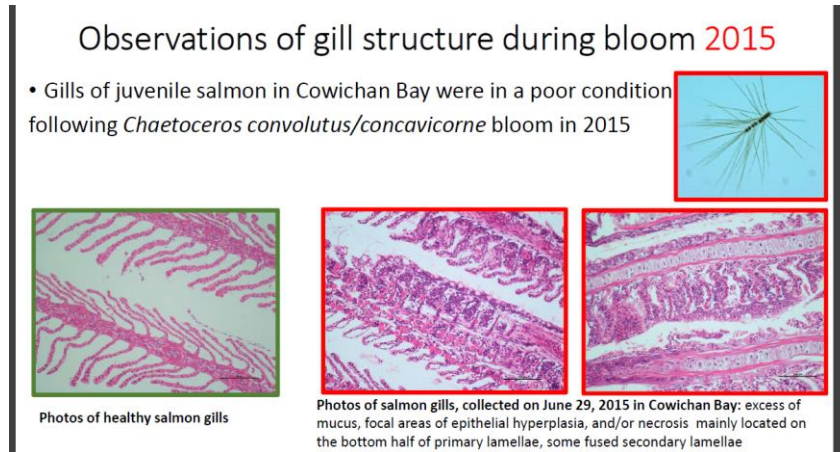 Observations of gill structure during bloom 2015
• Gills of juvenile salmon in Cowichan Bay were in a poor condition
following Chaetoceros convolutus/concavicorne bloom in 2015
Photos of healthy salmon gills
Photos of salmon gills, collected on June 29, 2015 in Cowichan Bay: excess of
mucus, focal areas of epithelial hyperplasia, and/or necrosis mainly located on
the bottom half of primary lamellae, some fused secondary lamellae